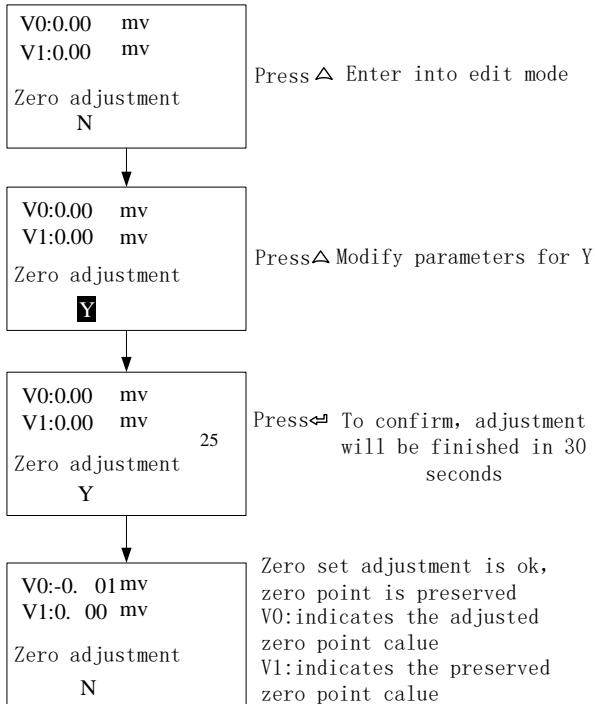 V0:0.00 mv
V1:0.00 mv
Zero adjustment
N
Press △ Enter into edit mode
V0:0.00 mv
V1:0.00 mv
Zero adjustment
Y
Press△ Modify parameters for Y
V0:0.00 mv
V1:0.00 mv
25
Zero adjustment
Y
Press⏎ To confim, adjustment
will be finished in 30
seconds
V0:-0. 01mv
V1:0. 00 mv
Zero adjustment
N
Zero set adjustment is ok,
zero point is preserved
V0:indicates the adjusted
zero point calue
V1:indicates the preserved
zero point calue